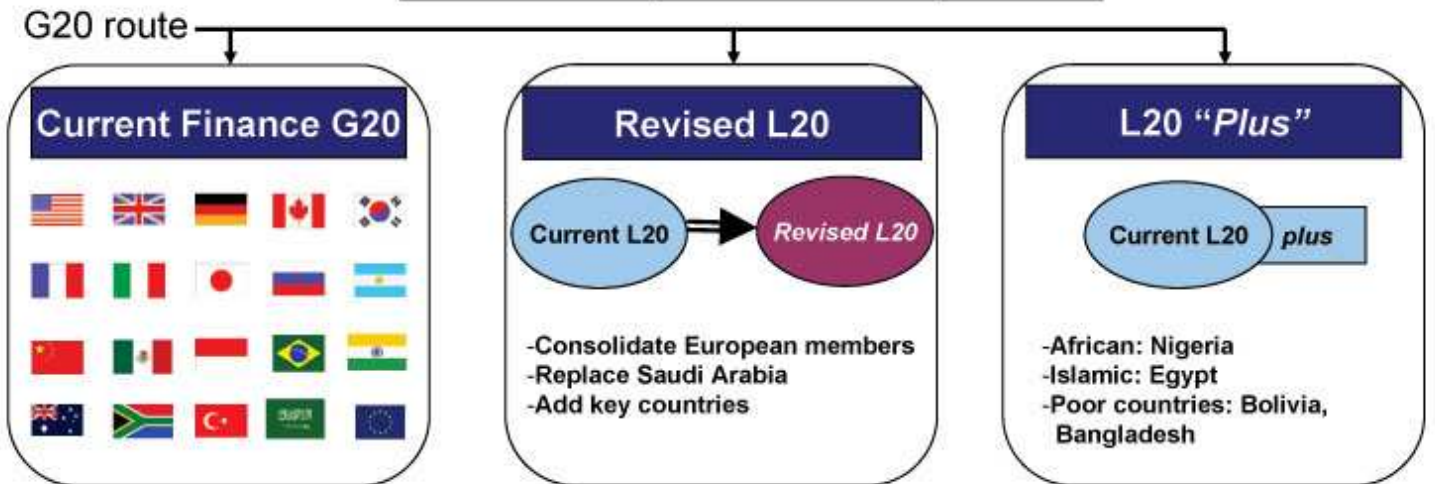 G20 route
Current Finance G20
Revised L20
L20 “Plus”
Current L20
Revised L20
Current L20
plus
-Consolidate European members
-Replace Saudi Arabia
-Add key countries
-African: Nigeria
-Islamic: Egypt
-Poor countries: Bolivia,
Bangladesh